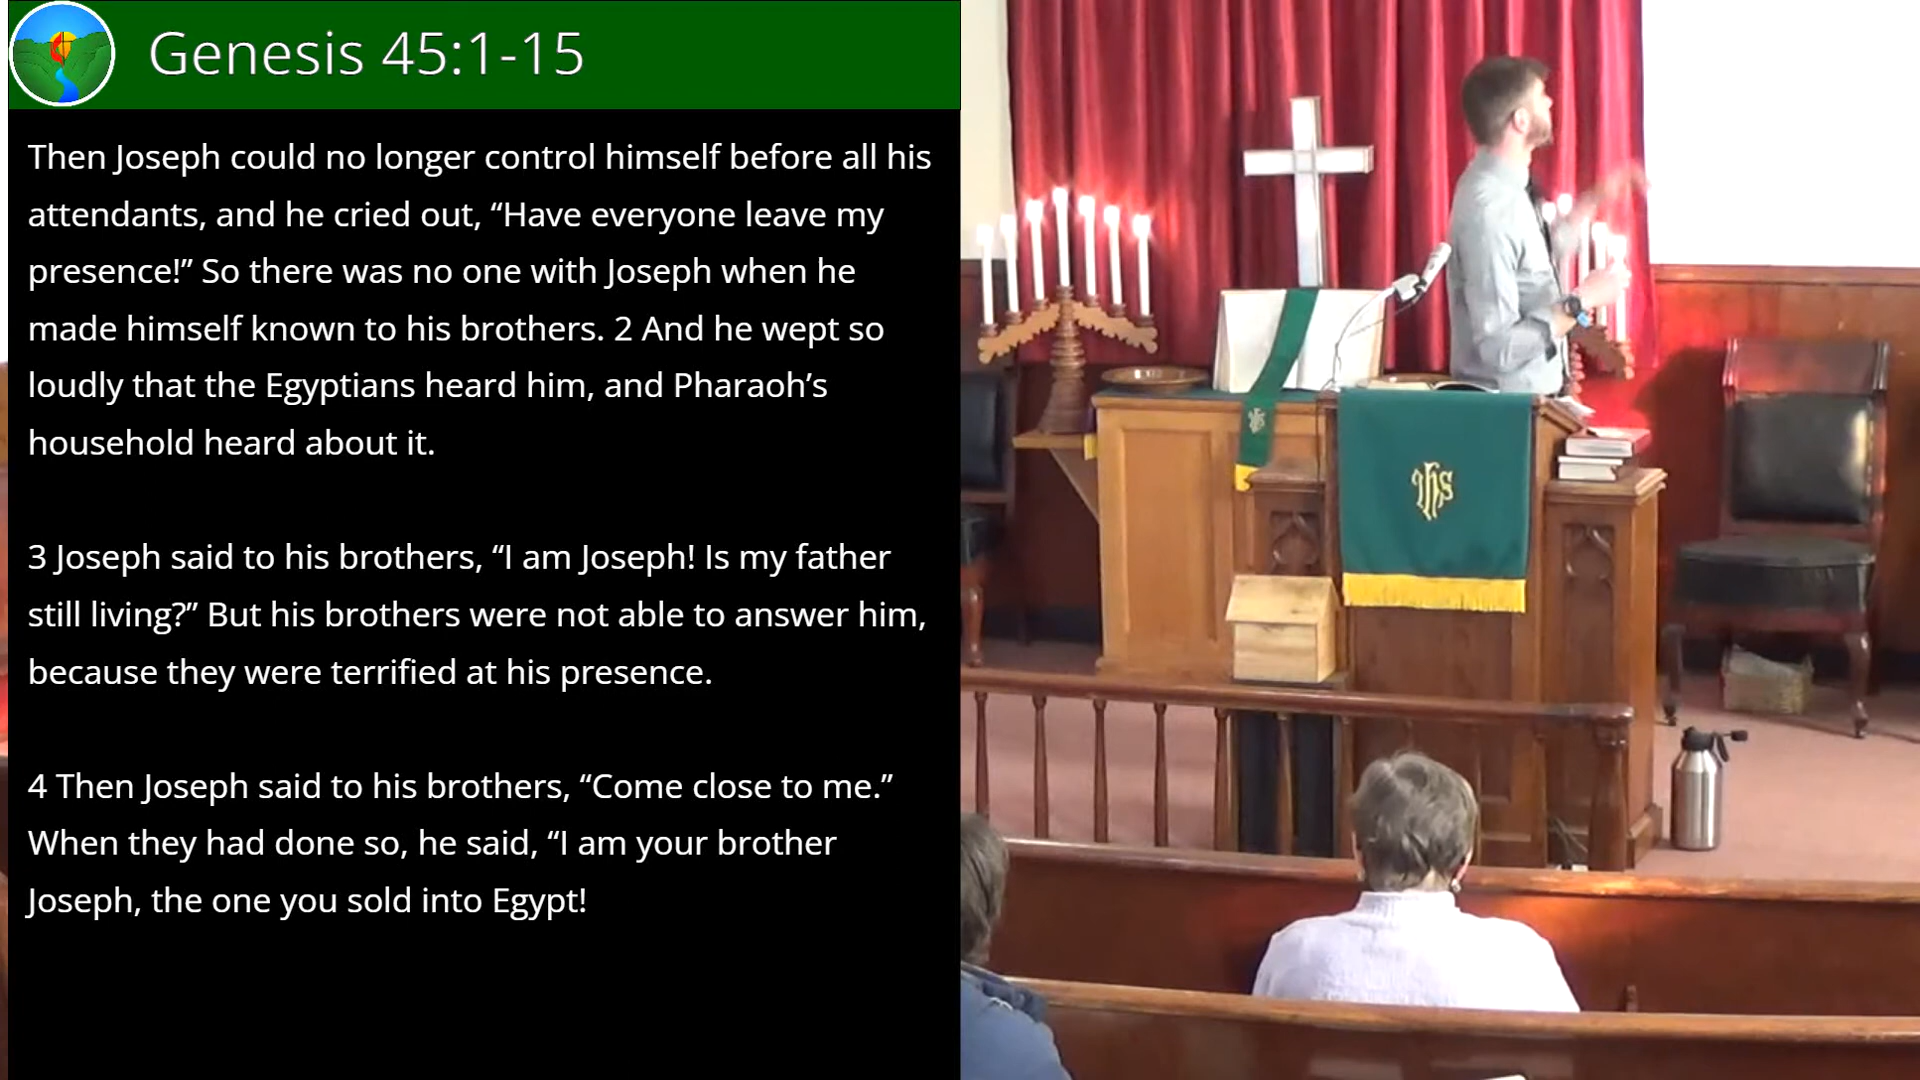 Genesis 45:1-15
Then Joseph could no longer control himself before all his
attendants, and he cried out, “Have everyone leave my
presence!” So there was no one with Joseph when he
made himself known to his brothers. 2 And he wept so
loudly that the Egyptians heard him, and Pharaoh’s
household heard about it.
3 Joseph said to his brothers, “I am Joseph! Is my father
still living?” But his brothers were not able to answer him,
because they were terrified at his presence.
4 Then Joseph said to his brothers, “Come close to me.”
When they had done so, he said, “I am your brother
Joseph, the one you sold into Egypt!
IHS